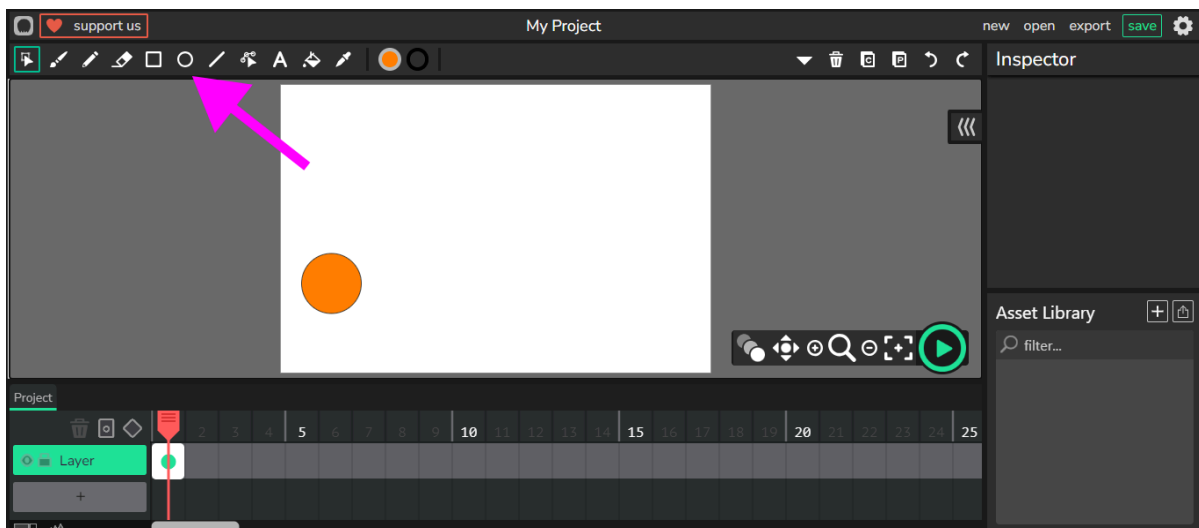 support us My Project new open export save
A Inspector
Asset Library
filter...
Project
2 3 4 5 6 7 8 9 10 11 12 13 14 15 16 17 18 19 20 21 22 23 24 25
Layer
+